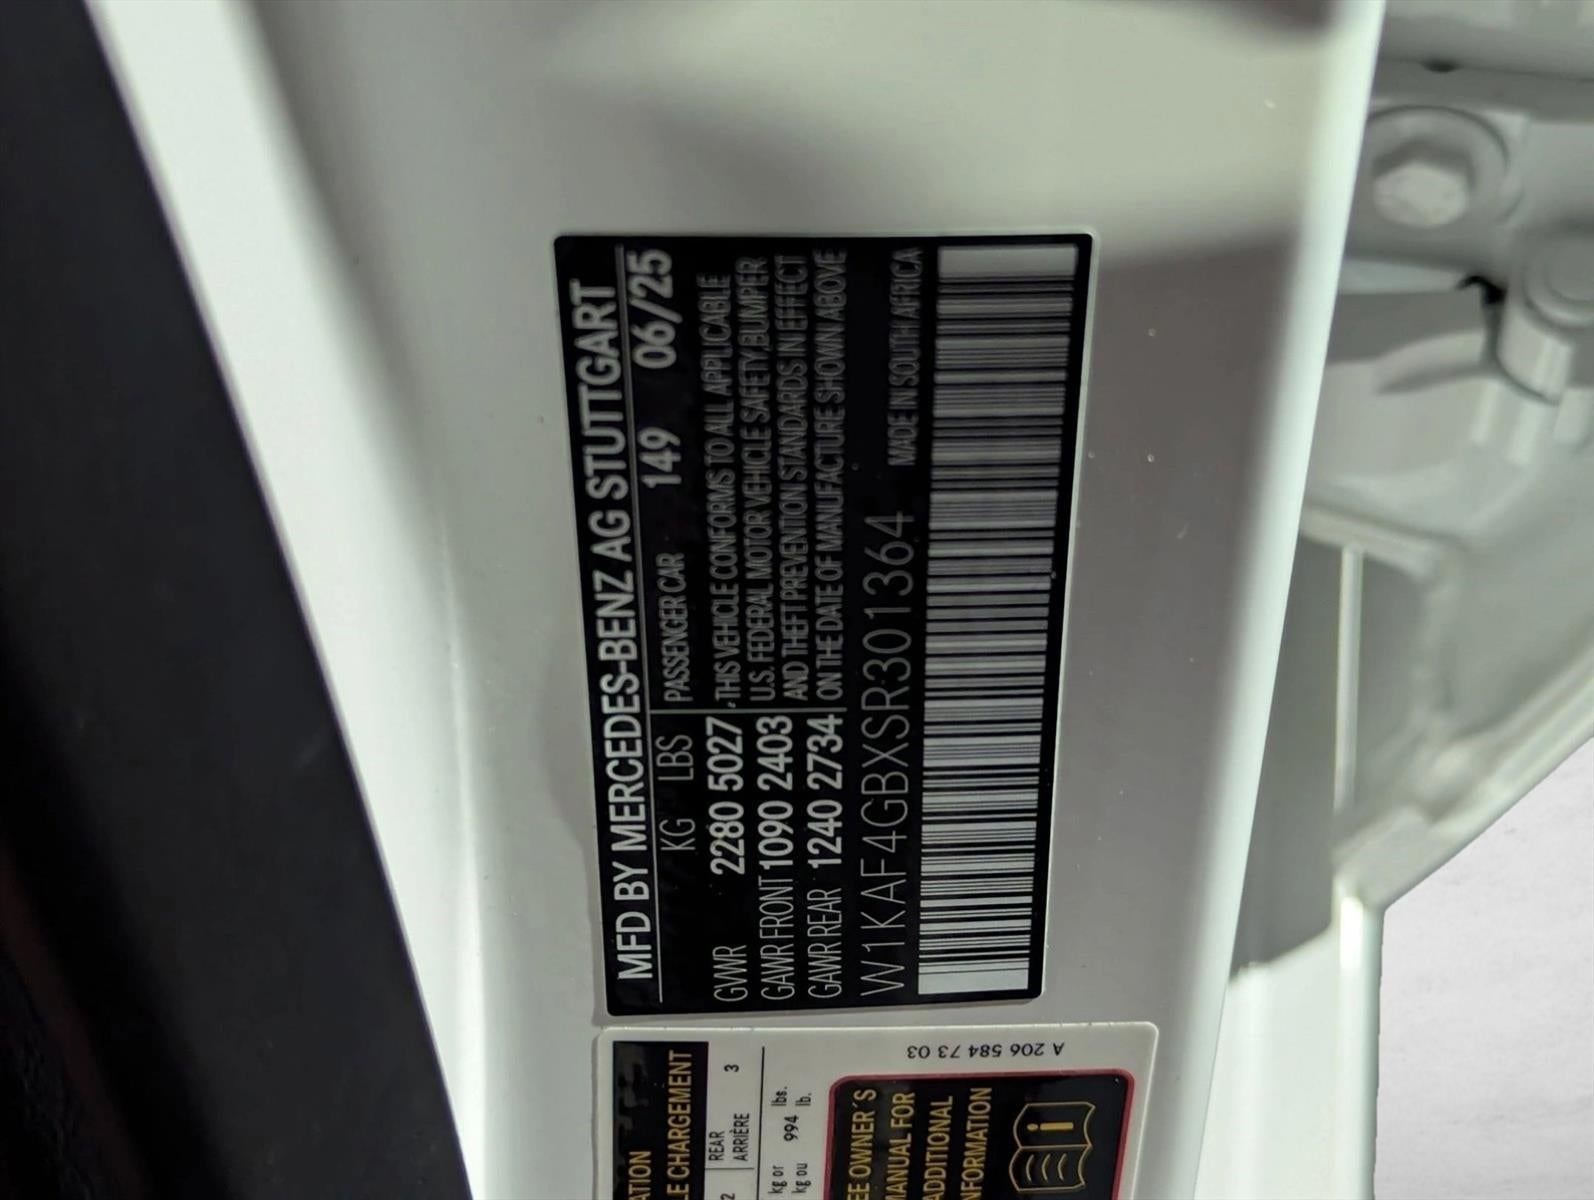 MFD BY MERCEDES-BENZ AG STUTTGART
KG LBS PASSENGER CAR 149 06/25
GVWR 2280 5027
GAWR FRONT 1090 2403
GAWR REAR 1240 2734
THIS VEHICLE CONFORMS TO ALL APPLICABLE
U.S. FEDERAL MOTOR VEHICLE SAFETY,BUMPER
AND THEFT PREVENTION STANDARDS IN EFFECT
ON THE DATE OF MANUFACTURE SHOWN ABOVE
W1KAF4GBXSR301364 MADE IN SOUTH AFRICA
LE CHARGEMENT
2 REAR 3
ARRIÈRE
kg or lbs.
kg ou 994 lb.
A 206 584 73 03
OWNER'S
MANUAL FOR
ADDITIONAL